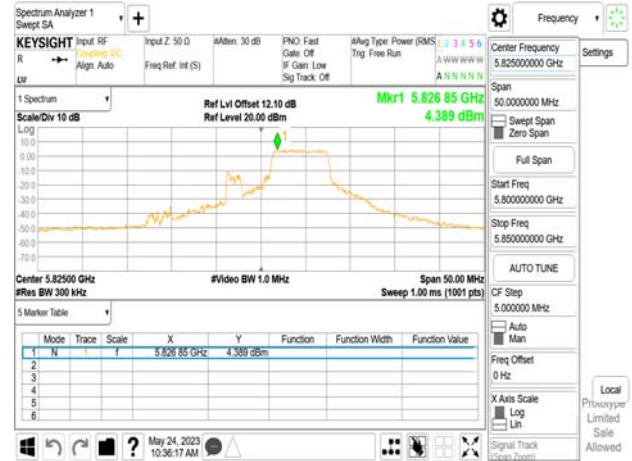 Spectrum Analyzer 1
Swept SA
Frequency
KEYSIGHT
R
LM
Input: RF
Coupling: DC
Align: Auto
Input Z: 50 Ω
Freq Ref: Int (S)
#Atten: 30 dB
PNO: Fast
Gate: Off
IF Gain: Low
Sig Track: Off
#Avg Type: Power (RMS
Trig: Free Run
1 2 3 4 5 6
A W W W W W
A N N N N N
Center Frequency
5.825000000 GHz
Settings
Span
50.0000000 MHz
Swept Span
Zero Span
Full Span
Start Freq
5.800000000 GHz
Stop Freq
5.850000000 GHz
AUTO TUNE
CF Step
5.000000 MHz
Auto
Man
Freq Offset
0 Hz
X Axis Scale
Log
Lin
Signal Track
(Span Zoom)
Local
Prototype
Limited
Sale
Allowed
1 Spectrum
Scale/Div 10 dB
Ref Lvl Offset 12.10 dB
Ref Level 20.00 dBm
Mkr1 5.826 85 GHz
4.389 dBm
Log
10.0
0.00
-10.0
-20.0
-30.0
-40.0
-50.0
-60.0
-70.0
1
Center 5.82500 GHz
#Res BW 300 kHz
#Video BW 1.0 MHz
Span 50.00 MHz
Sweep 1.00 ms (1001 pts)
5 Marker Table
Mode Trace Scale X Y Function Function Width Function Value
1 N 1 f 5.826 85 GHz 4.389 dBm
2
3
4
5
6
May 24, 2023
10:36:17 AM